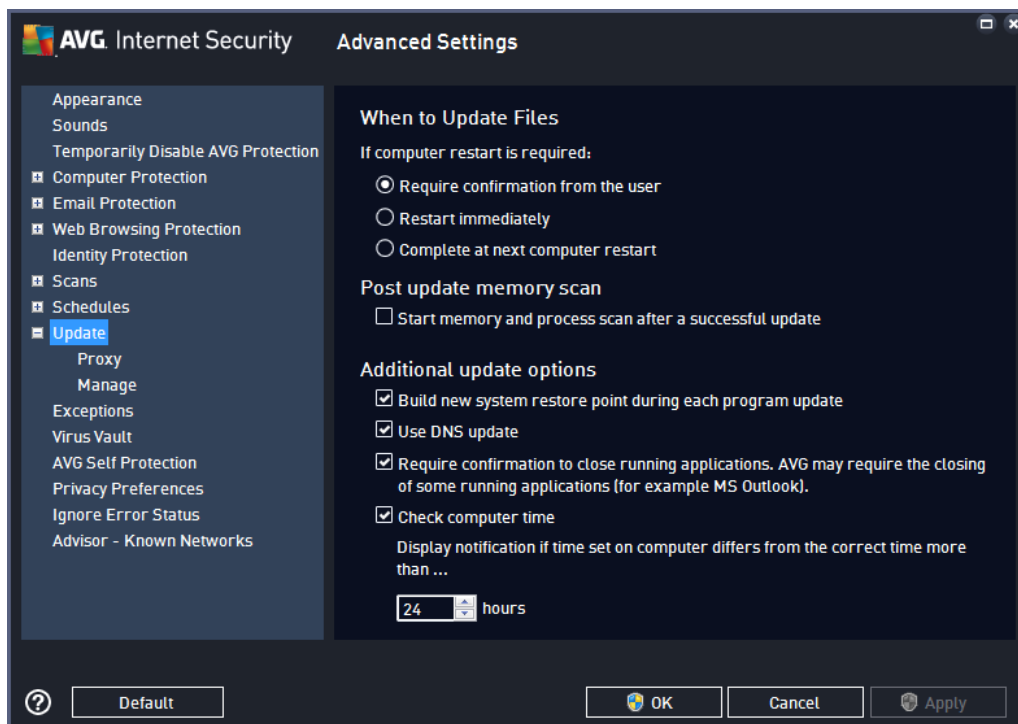 AVG. Internet Security
Advanced Settings
Appearance
Sounds
Temporarily Disable AVG Protection
Computer Protection
Email Protection
Web Browsing Protection
Identity Protection
Scans
Schedules
Update
Proxy
Manage
Exceptions
Virus Vault
AVG Self Protection
Privacy Preferences
Ignore Error Status
Advisor - Known Networks
When to Update Files
If computer restart is required:
Require confirmation from the user
Restart immediately
Complete at next computer restart
Post update memory scan
Start memory and process scan after a successful update
Additional update options
Build new system restore point during each program update
Use DNS update
Require confirmation to close running applications. AVG may require the closing
of some running applications (for example MS Outlook).
Check computer time
Display notification if time set on computer differs from the correct time more
than ...
24 hours
? Default
OK
Cancel
Apply